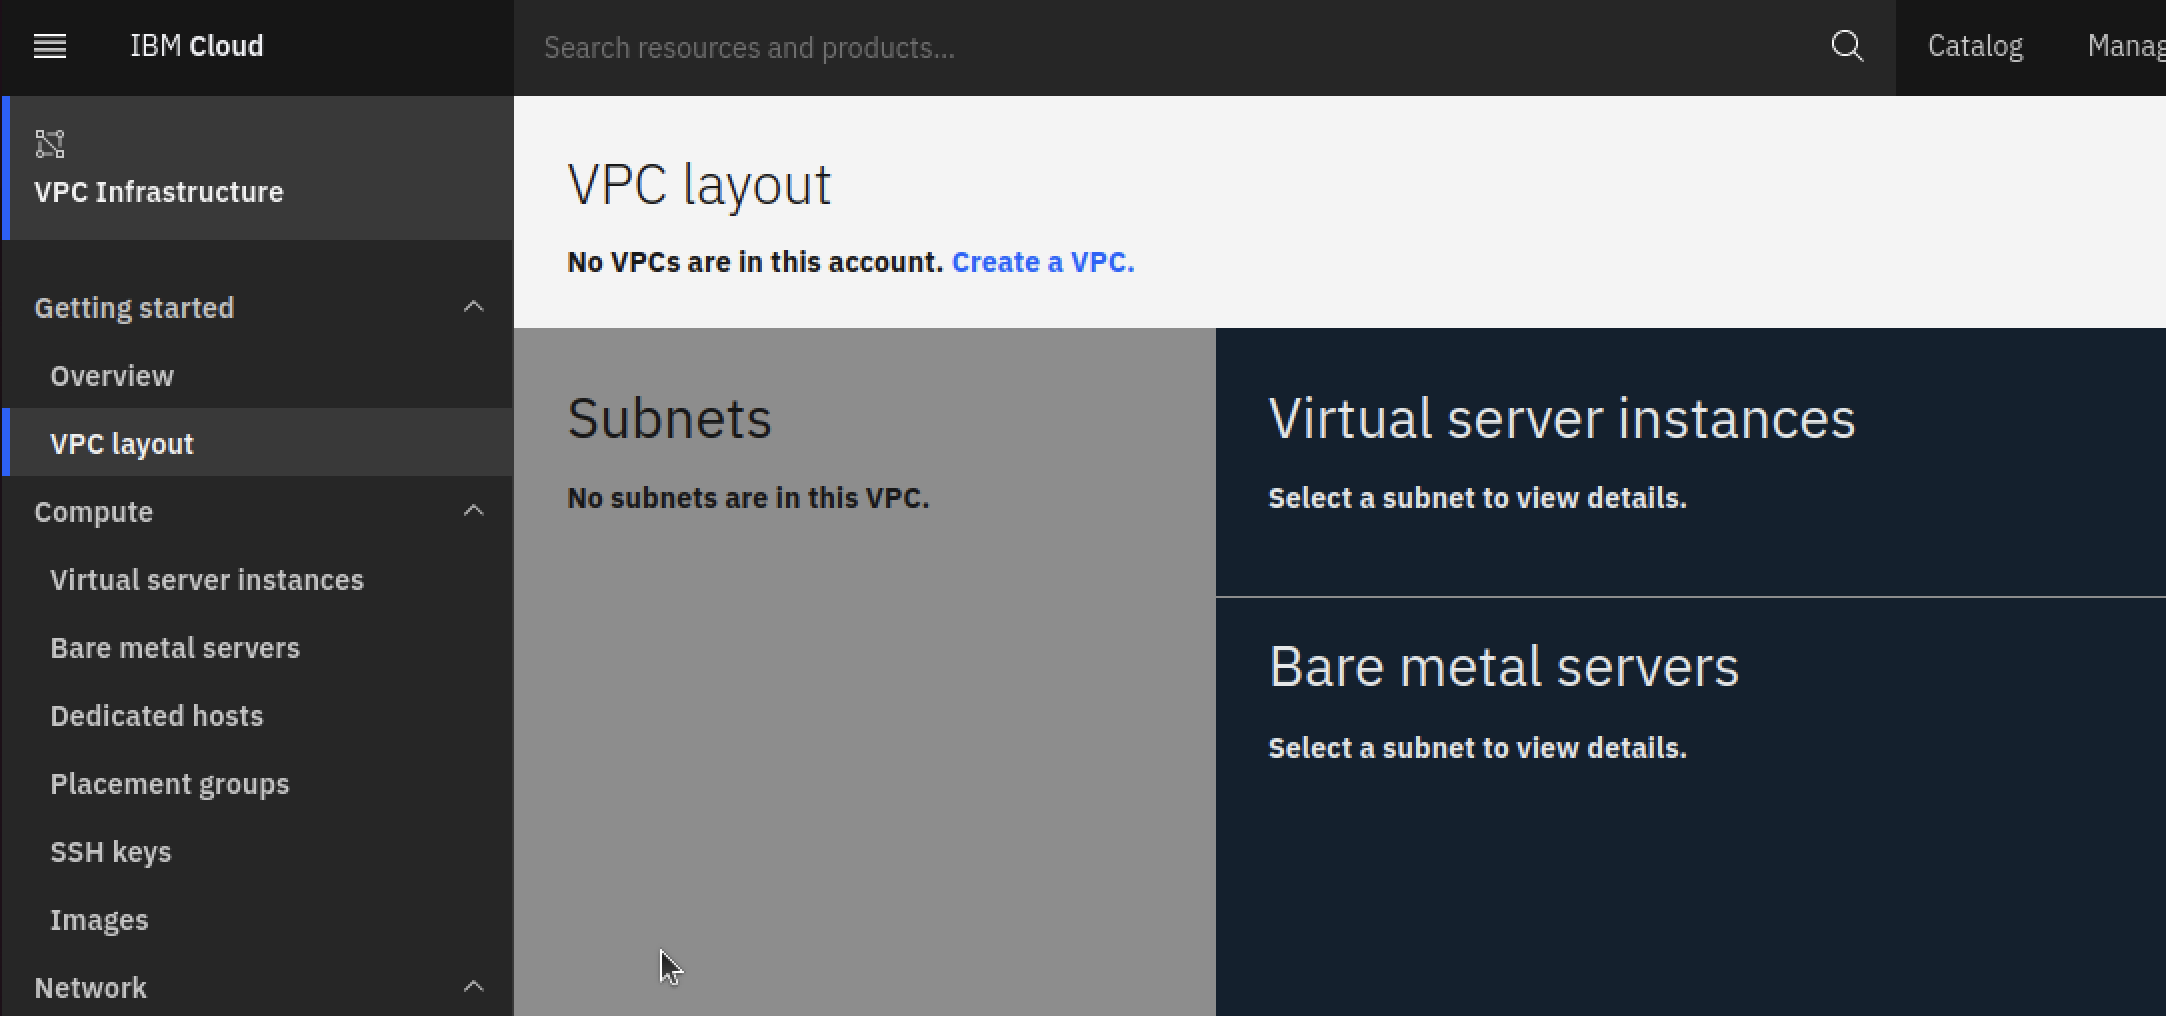 IBM Cloud
Search resources and products...
Catalog
VPC Infrastructure
Getting started
Overview
VPC layout
Compute
Virtual server instances
Bare metal servers
Dedicated hosts
Placement groups
SSH keys
Images
Network
VPC layout
No VPCs are in this account. Create a VPC.
Subnets
No subnets are in this VPC.
Virtual server instances
Select a subnet to view details.
Bare metal servers
Select a subnet to view details.